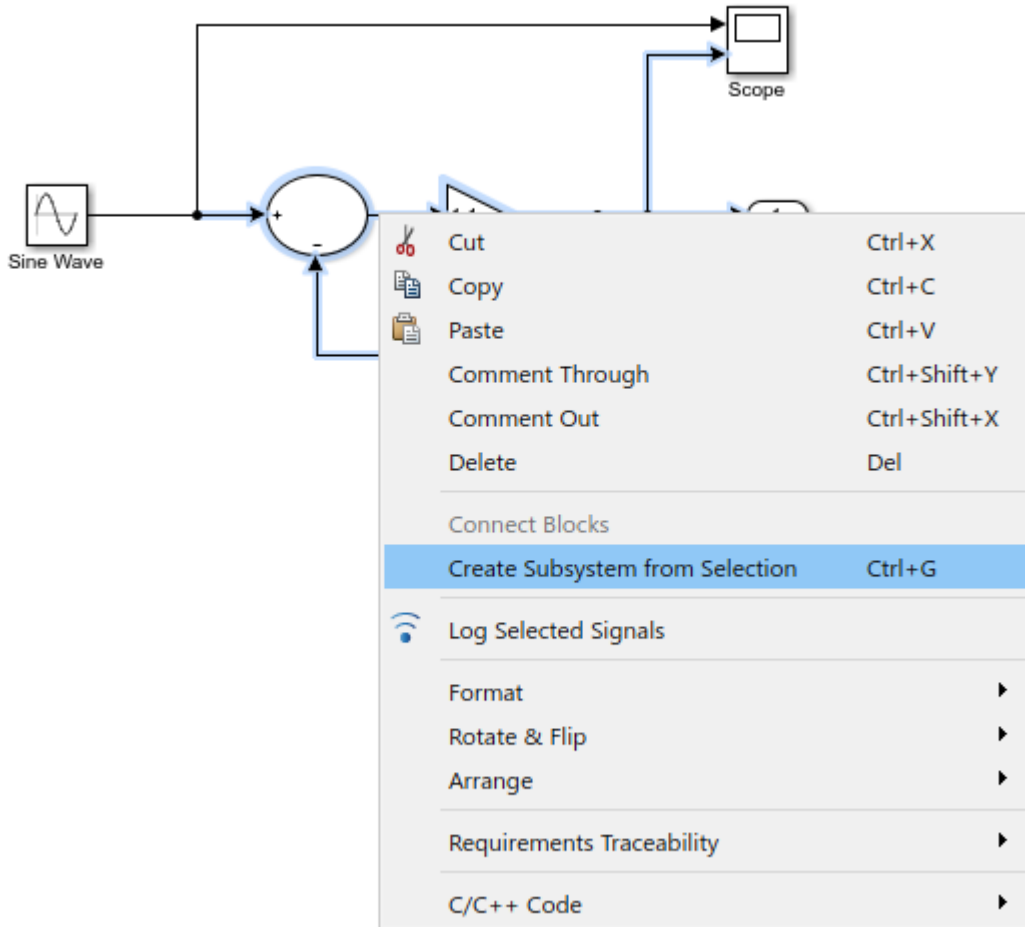 Scope
+
-
Sine Wave
Cut Ctrl+X
Copy Ctrl+C
Paste Ctrl+V
Comment Through Ctrl+Shift+Y
Comment Out Ctrl+Shift+X
Delete Del
Connect Blocks
Create Subsystem from Selection Ctrl+G
Log Selected Signals
Format
Rotate & Flip
Arrange
Requirements Traceability
C/C++ Code